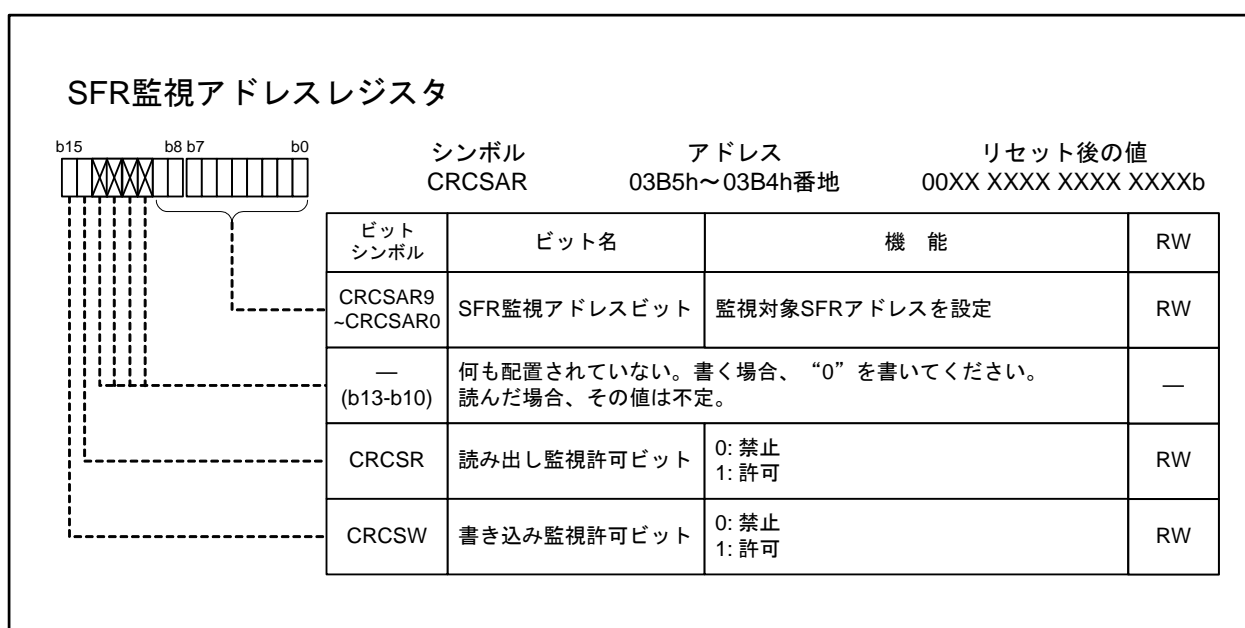 SFR監視アドレスレジスタ
b15 b8 b7 b0
シンボル アドレス リセット後の値
CRCSAR 03B5h～03B4h番地 00XX XXXX XXXX XXXXb
ビット
シンボル
ビット名
機 能
RW
CRCSAR9
~CRCSAR0
SFR監視アドレスビット
監視対象SFRアドレスを設定
RW
―
(b13-b10)
何も配置されていない。書く場合、“0”を書いてください。
読んだ場合、その値は不定。
―
CRCSR
読み出し監視許可ビット
0: 禁止
1: 許可
RW
CRCSW
書き込み監視許可ビット
0: 禁止
1: 許可
RW